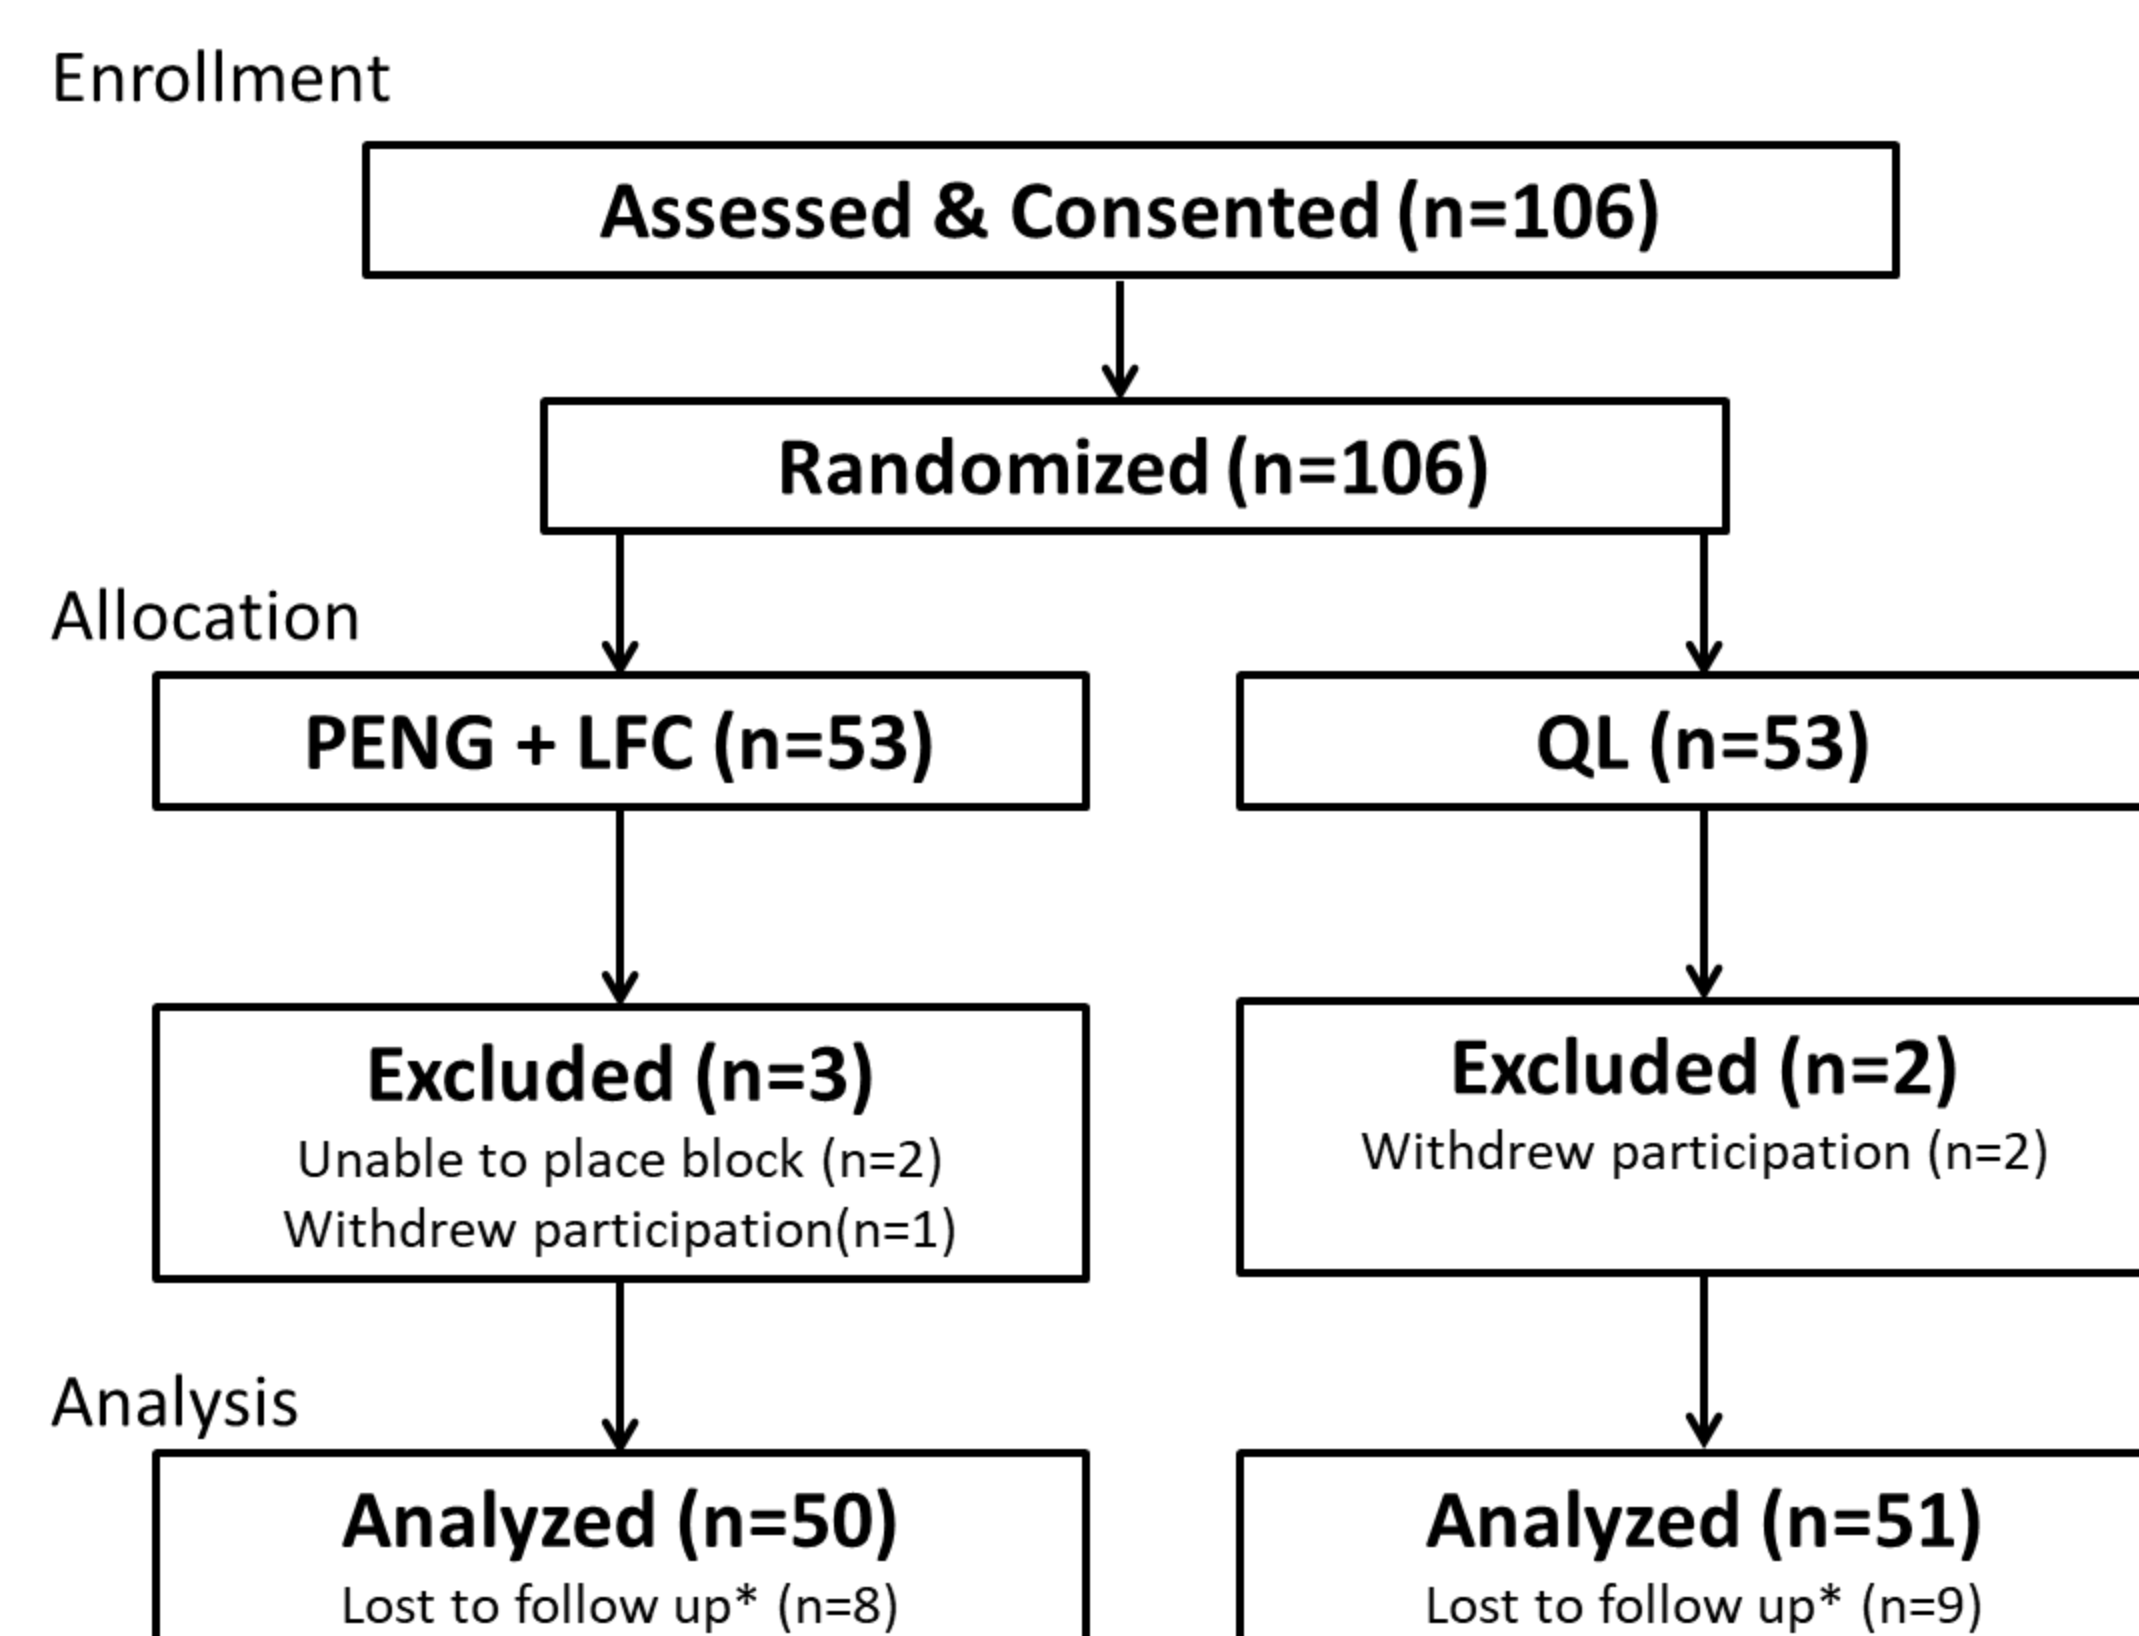 Enrollment
Assessed & Consented (n=106)
Randomized (n=106)
Allocation
PENG + LFC (n=53)
QL (n=53)
Excluded (n=3)
Unable to place block (n=2)
Withdrew participation(n=1)
Excluded (n=2)
Withdrew participation (n=2)
Analysis
Analyzed (n=50)
Lost to follow up* (n=8)
Analyzed (n=51)
Lost to follow up* (n=9)